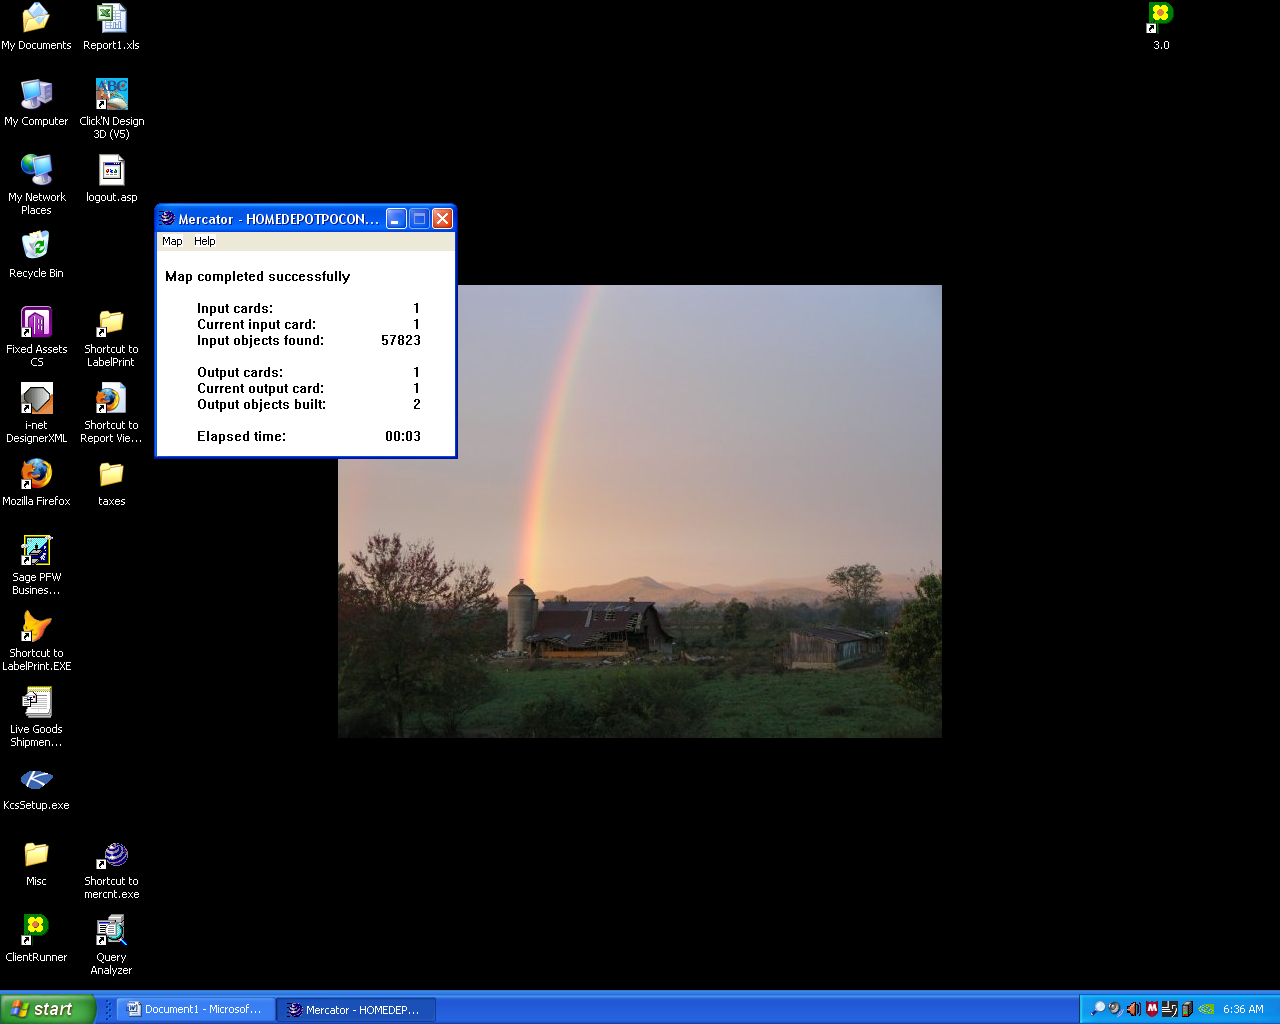 My Documents
Report1.xls
3.0
My Computer
Click'N Design
3D (V5)
ABC
My Network
Places
logout.asp
Recycle Bin
Mercator - HOMEDEPOTPOCON...
Map Help
Map completed successfully
Input cards: 1
Current input card: 1
Input objects found: 57823
Output cards: 1
Current output card: 1
Output objects built: 2
Elapsed time: 00:03
Fixed Assets
CS
Shortcut to
LabelPrint
i-net
DesignerXML
Shortcut to
Report Vie...
Mozilla Firefox
taxes
Sage PFW
Busines...
Shortcut to
LabelPrint.EXE
Live Goods
Shipmen...
KcsSetup.exe
Misc
Shortcut to
mercnt.exe
ClientRunner
Query
Analyzer
start
Document1 - Microsof...
Mercator - HOMEDEP...
6:36 AM